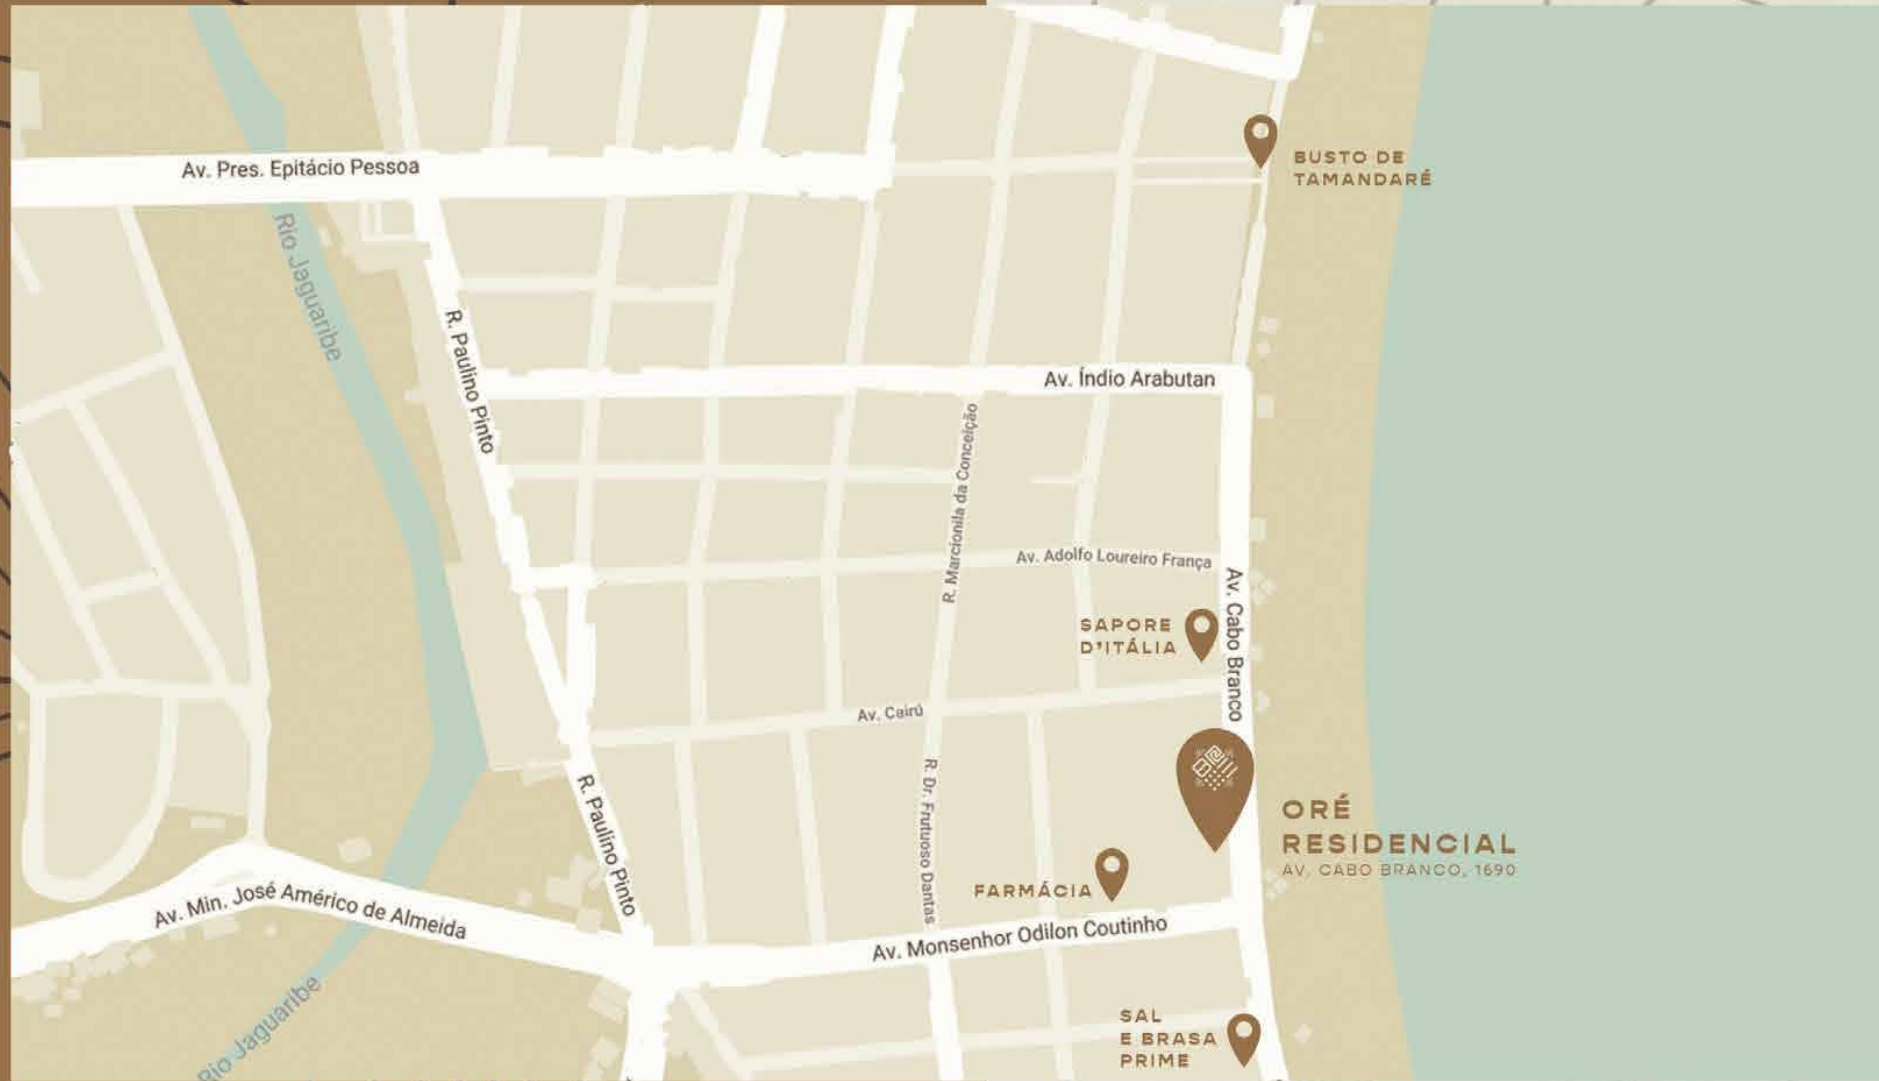 Av. Pres. Epitácio Pessoa
BUSTO DE
TAMANDARÉ
Rio Jaguaribe
R. Paulino Pinto
Av. Índio Arabutan
R. Marcionila da Conceição
Av. Adolfo Loureiro França
Av. Cabo Branco
SAPORE
D'ITÁLIA
Av. Cairú
R. Dr. Frutuoso Dantas
R. Paulino Pinto
ORÉ
RESIDENCIAL
AV. CABO BRANCO, 1690
FARMÁCIA
Av. Min. José Américo de Almeida
Av. Monsenhor Odilon Coutinho
Rio Jaguaribe
SAL
E BRASA
PRIME